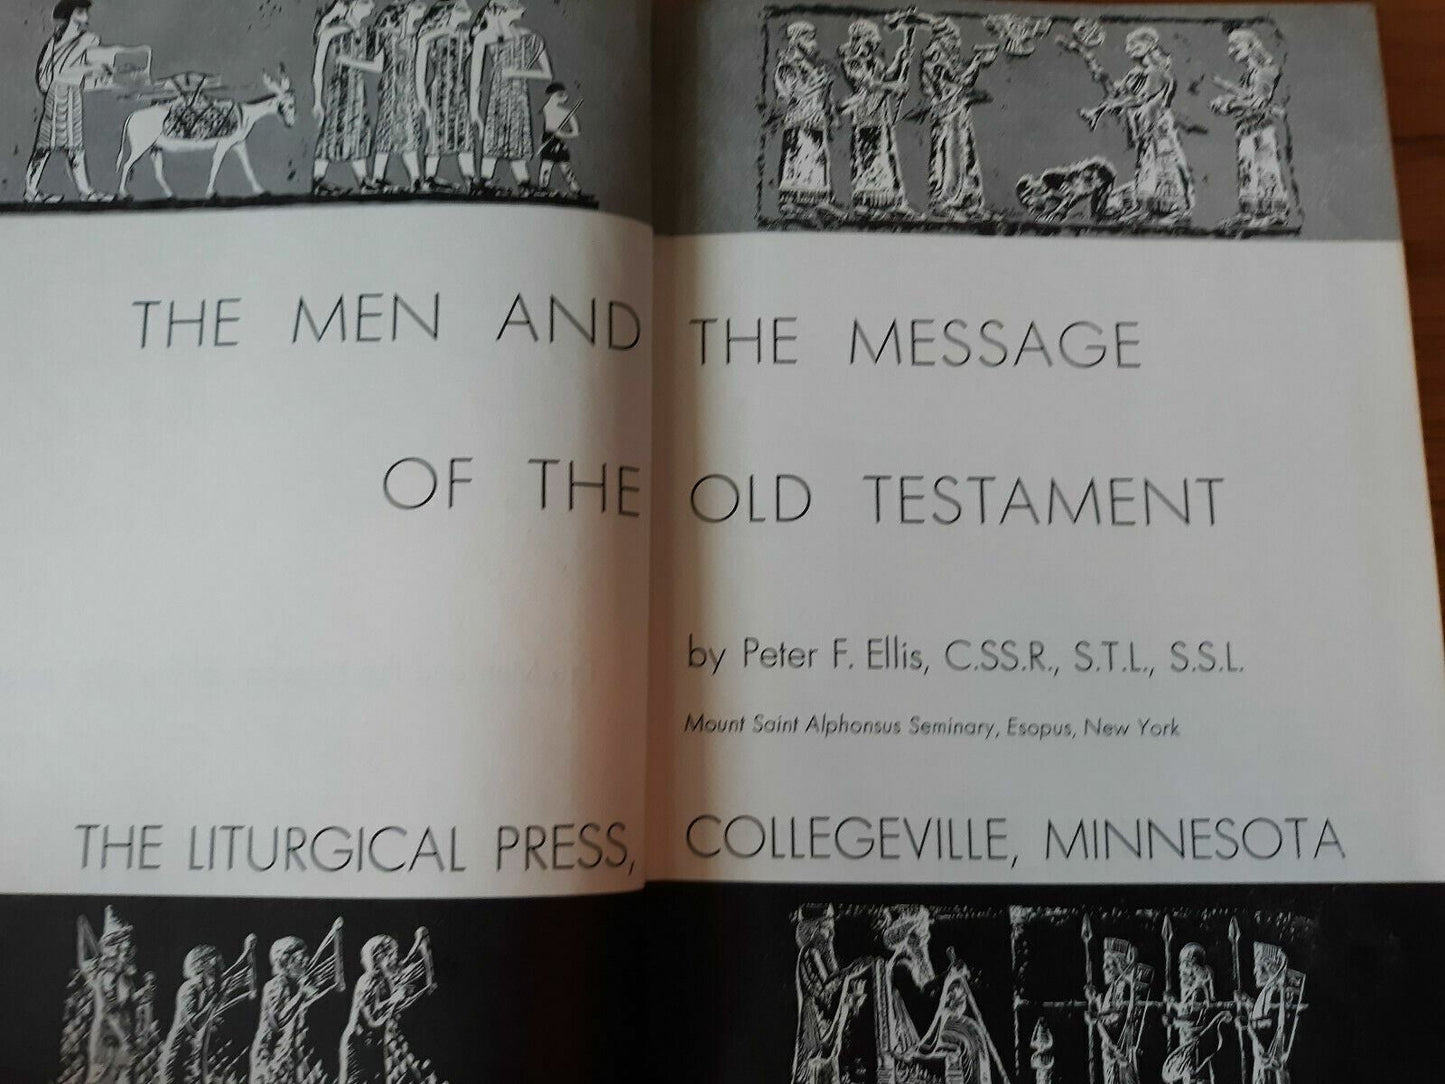 THE MEN AND THE MESSAGE
OF THE OLD TESTAMENT
by Peter F. Ellis, C.SS.R., S.T.L., S.S.L.
Mount Saint Alphonsus Seminary, Esopus, New York
THE LITURGICAL PRESS, COLLEGEVILLE, MINNESOTA